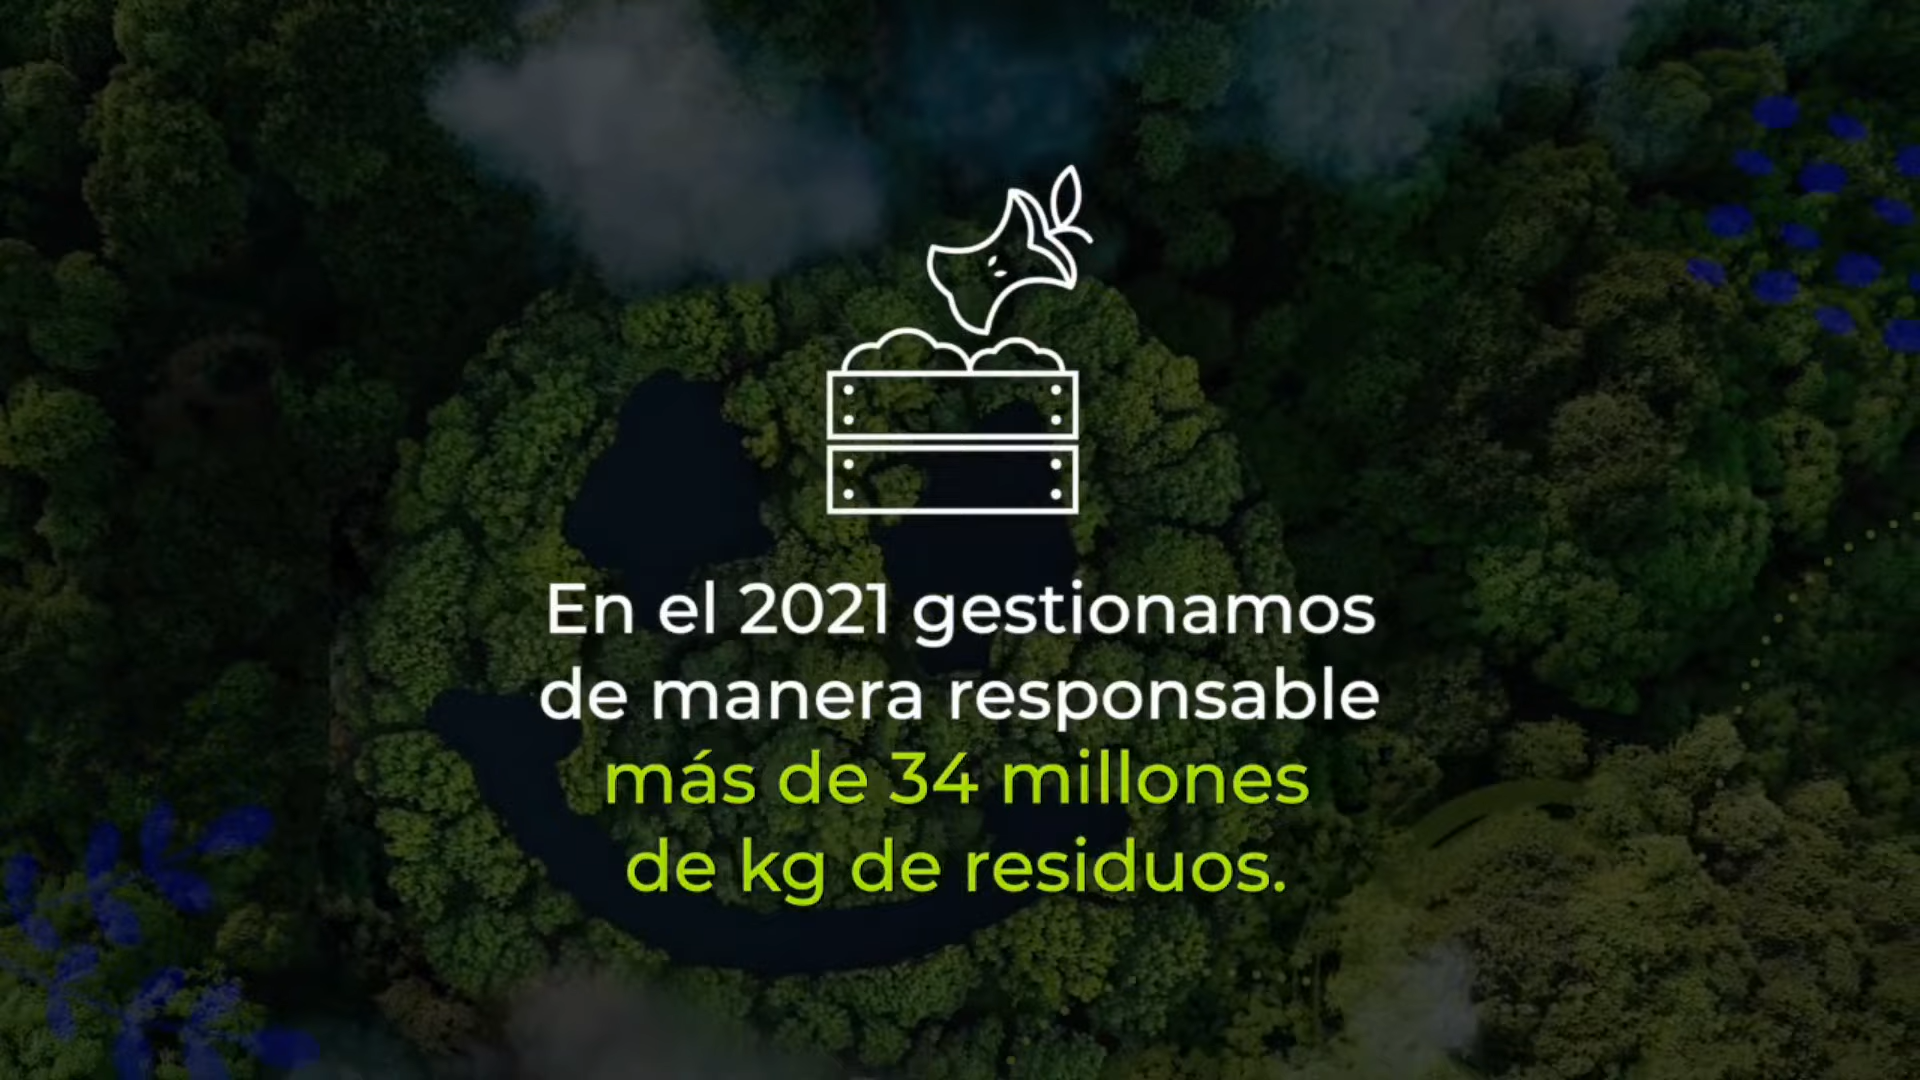 En el 2021 gestionamos
de manera responsable
más de 34 millones
de kg de residuos.